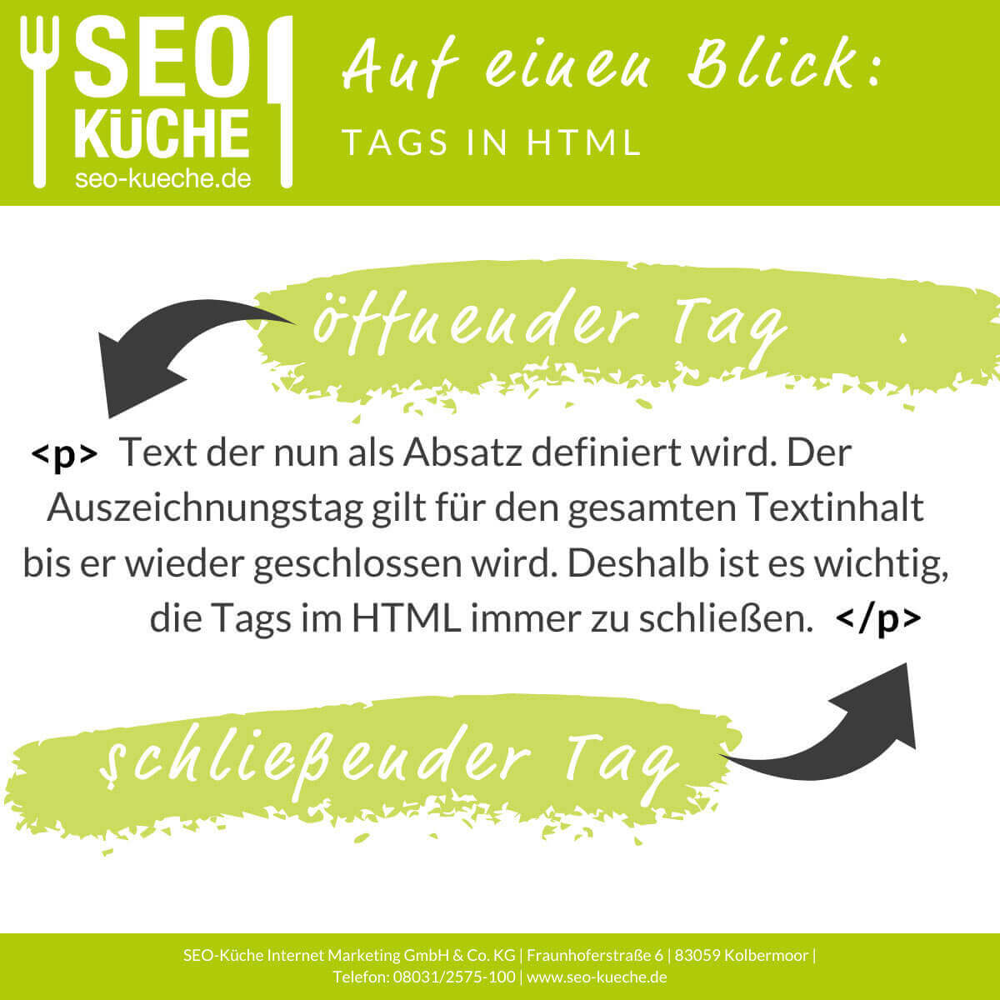 SEO
KÜCHE
seo-kueche.de
Auf einen Blick:
TAGS IN HTML
öffnender Tag
<p> Text der nun als Absatz definiert wird. Der
Auszeichnungstag gilt für den gesamten Textinhalt
bis er wieder geschlossen wird. Deshalb ist es wichtig,
die Tags im HTML immer zu schließen. </p>
schließender Tag
SEO-Küche Internet Marketing GmbH & Co. KG | Fraunhoferstraße 6 | 83059 Kolbermoor |
Telefon: 08031/2575-100 | www.seo-kueche.de